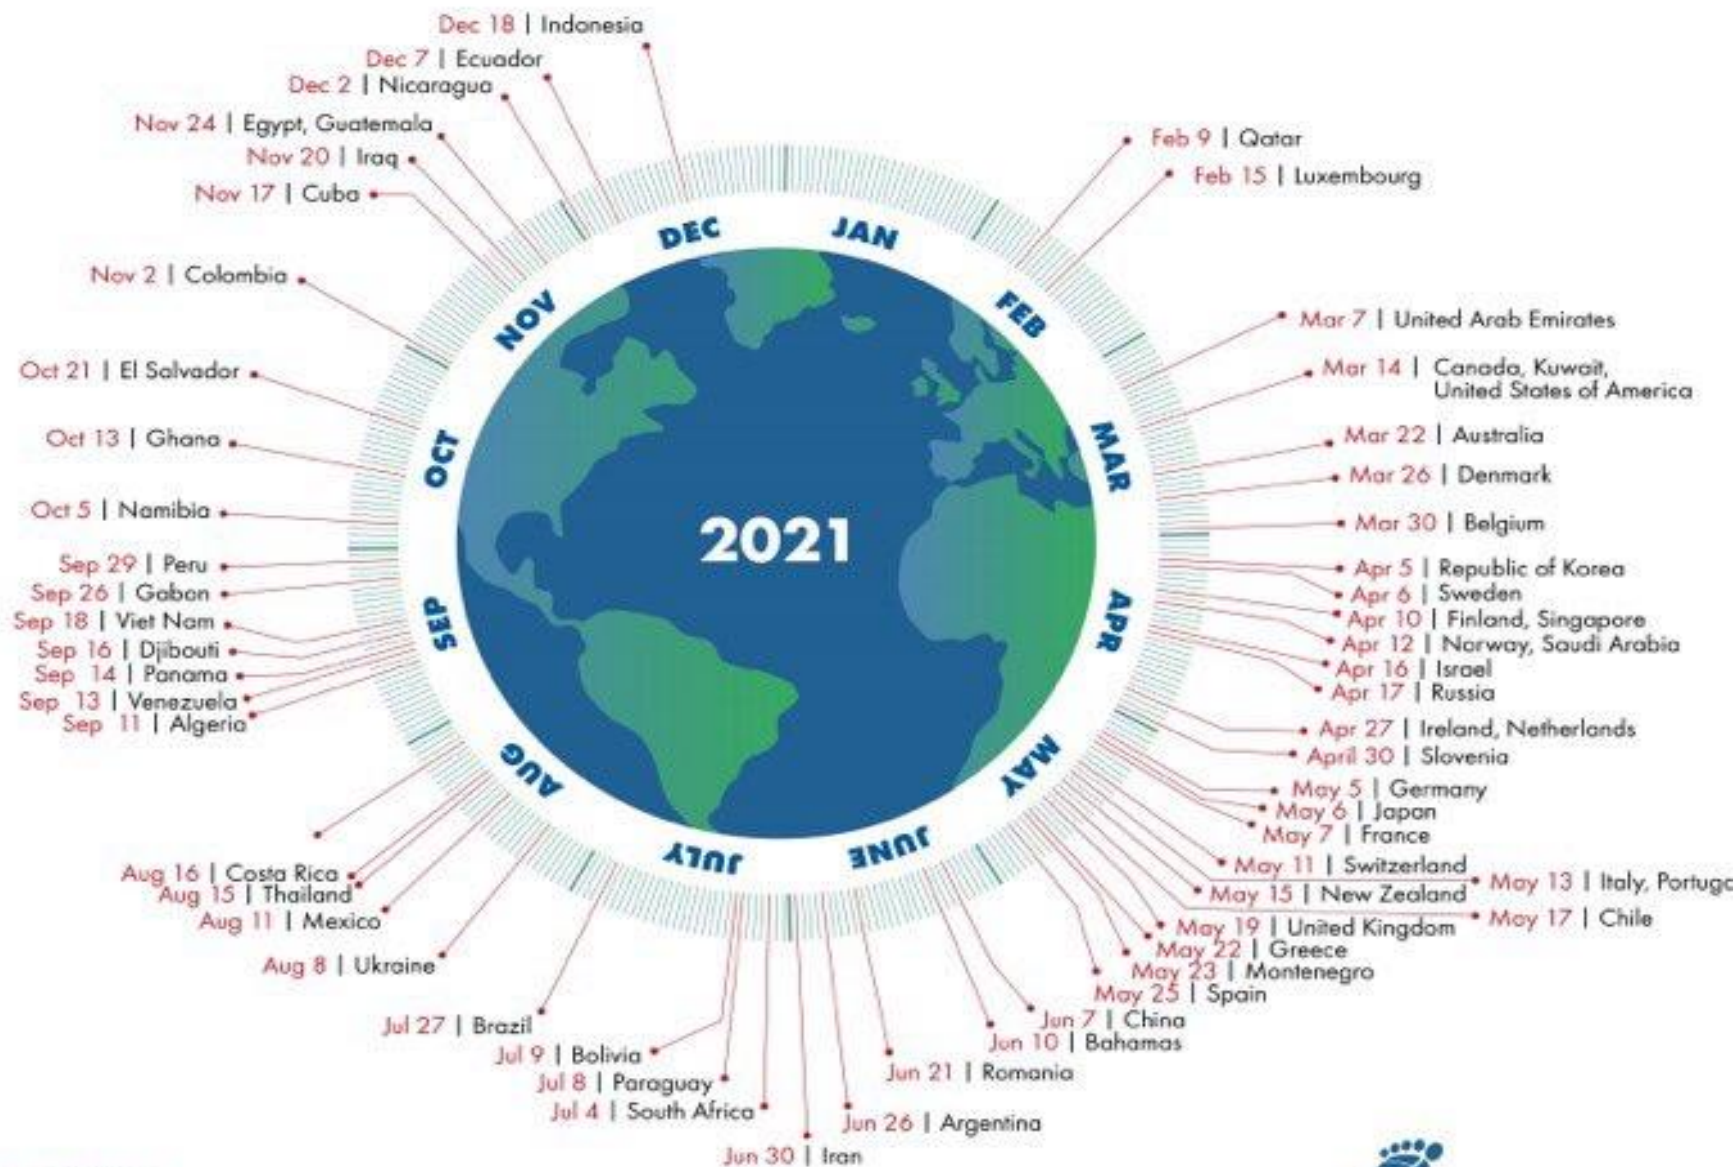 JAN
FEB
MAR
APR
MAY
JUNE
JULY
AUG
SEP
OCT
NOV
DEC
2021
Feb 9 | Qatar
Feb 15 | Luxembourg
Mar 7 | United Arab Emirates
Mar 14 | Canada, Kuwait,
United States of America
Mar 22 | Australia
Mar 26 | Denmark
Mar 30 | Belgium
Apr 5 | Republic of Korea
Apr 6 | Sweden
Apr 10 | Finland, Singapore
Apr 12 | Norway, Saudi Arabia
Apr 16 | Israel
Apr 17 | Russia
Apr 27 | Ireland, Netherlands
April 30 | Slovenia
May 5 | Germany
May 6 | Japan
May 7 | France
May 11 | Switzerland
May 13 | Italy, Portuga
May 15 | New Zealand
May 17 | Chile
May 19 | United Kingdom
May 22 | Greece
May 23 | Montenegro
May 25 | Spain
Jun 7 | China
Jun 10 | Bahamas
Jun 21 | Romania
Jun 26 | Argentina
Jun 30 | Iran
Jul 4 | South Africa
Jul 8 | Paraguay
Jul 9 | Bolivia
Jul 27 | Brazil
Aug 8 | Ukraine
Aug 11 | Mexico
Aug 15 | Thailand
Aug 16 | Costa Rica
Sep 11 | Algeria
Sep 13 | Venezuela
Sep 14 | Panama
Sep 16 | Djibouti
Sep 18 | Viet Nam
Sep 26 | Gabon
Sep 29 | Peru
Oct 5 | Namibia
Oct 13 | Ghana
Oct 21 | El Salvador
Nov 2 | Colombia
Nov 17 | Cuba
Nov 20 | Iraq
Nov 24 | Egypt, Guatemala
Dec 2 | Nicaragua
Dec 7 | Ecuador
Dec 18 | Indonesia